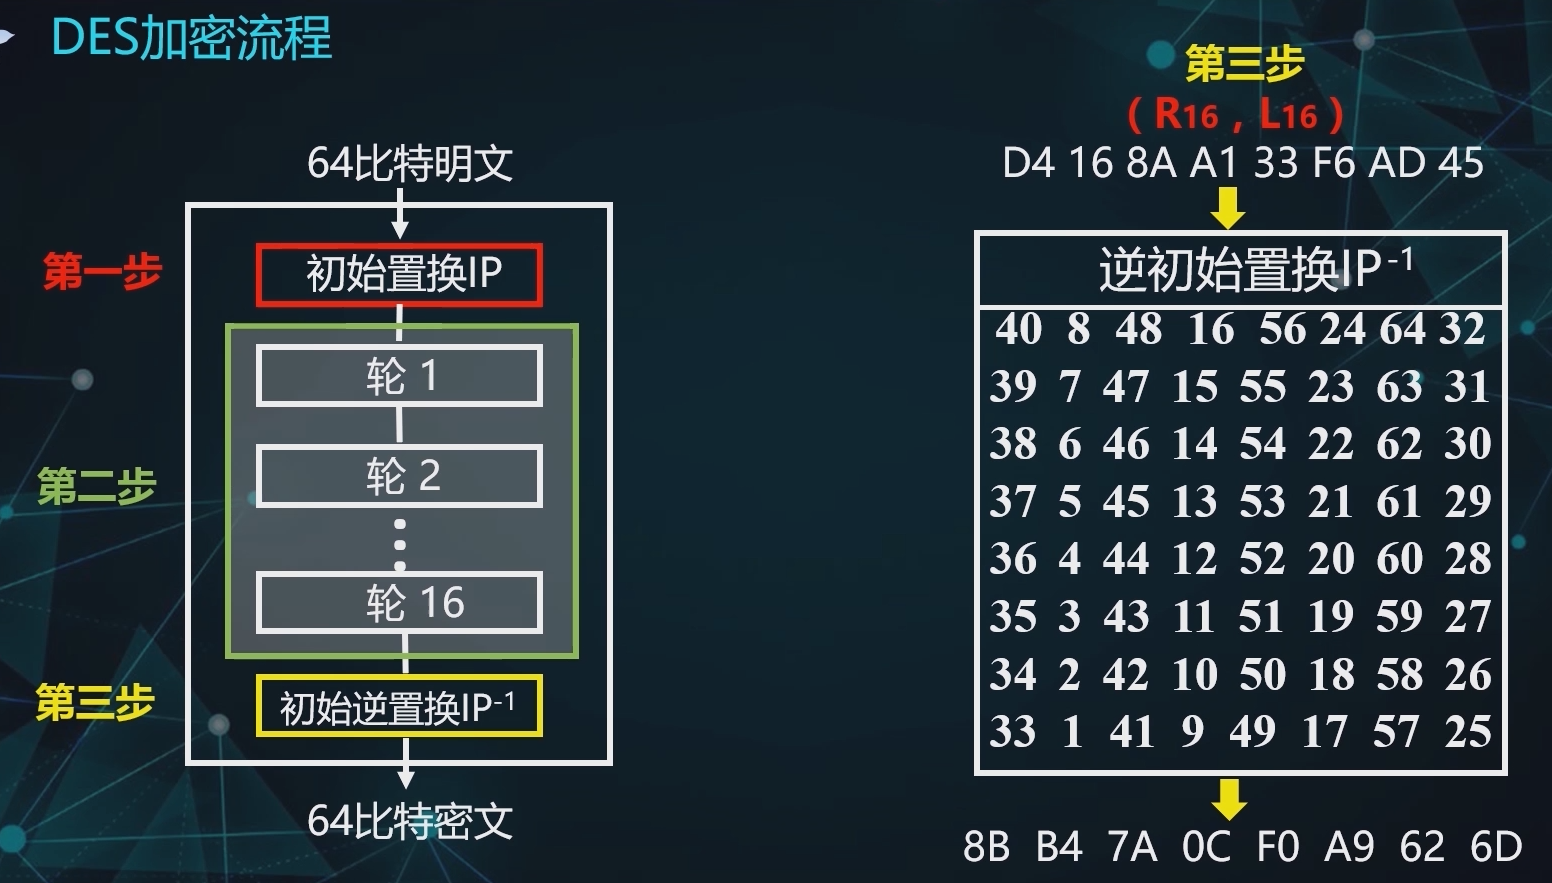 DES加密流程
64比特明文
第一步
初始置换IP
轮 1
第二步
轮 2
轮 16
第三步
初始逆置换IP-1
64比特密文
第三步
(R16,L16)
D4 16 8A A1 33 F6 AD 45
逆初始置换IP-1
40 8 48 16 56 24 64 32
39 7 47 15 55 23 63 31
38 6 46 14 54 22 62 30
37 5 45 13 53 21 61 29
36 4 44 12 52 20 60 28
35 3 43 11 51 19 59 27
34 2 42 10 50 18 58 26
33 1 41 9 49 17 57 25
8B B4 7A 0C F0 A9 62 6D